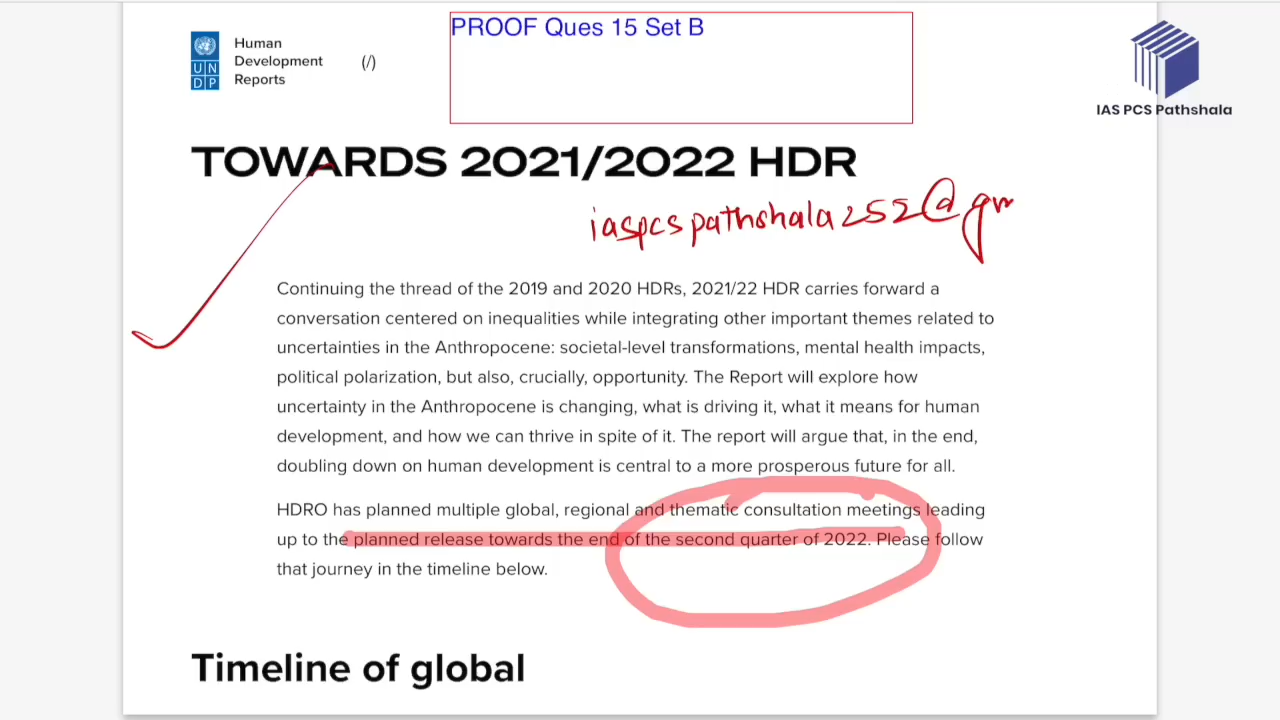 PROOF Ques 15 Set B
Human
Development
Reports
(/)
UN
DP
IAS PCS Pathshala
TOWARDS 2021/2022 HDR
iaspcspathshala252@gm
Continuing the thread of the 2019 and 2020 HDRs, 2021/22 HDR carries forward a
conversation centered on inequalities while integrating other important themes related to
uncertainties in the Anthropocene: societal-level transformations, mental health impacts,
political polarization, but also, crucially, opportunity. The Report will explore how
uncertainty in the Anthropocene is changing, what is driving it, what it means for human
development, and how we can thrive in spite of it. The report will argue that, in the end,
doubling down on human development is central to a more prosperous future for all.
HDRO has planned multiple global, regional and thematic consultation meetings leading
up to the planned release towards the end of the second quarter of 2022. Please follow
that journey in the timeline below.
Timeline of global